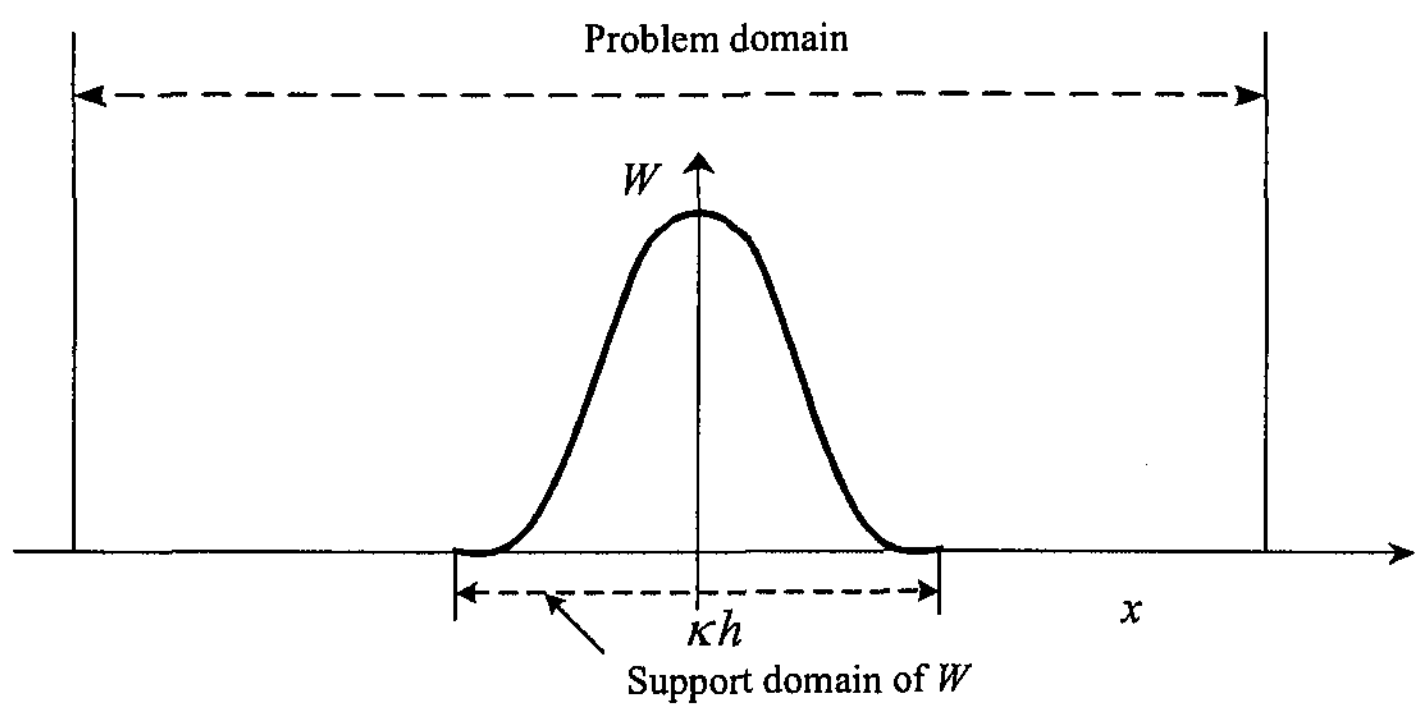 Problem domain
W
κh
x
Support domain of W